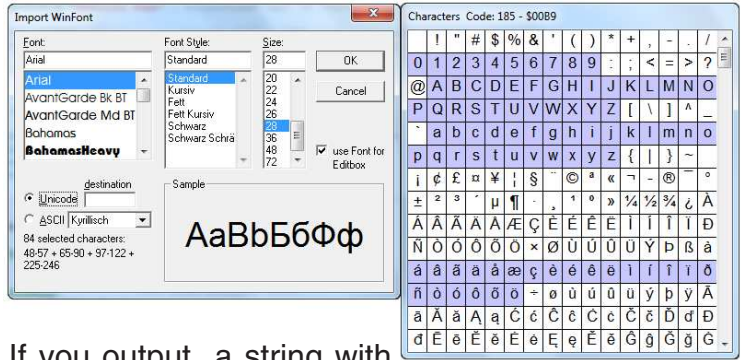 Import WinFont
Font:
Arial
Arial
AvantGarde Bk BT
AvantGarde Md BT
Bahamas
BahamasHeavy
Font Style:
Standard
Standard
Kursiv
Fett
Fett Kursiv
Schwarz
Schwarz Schrä
Size:
28
20
22
24
26
28
36
48
72
OK
Cancel
use Font for
Editbox
destination
Unicode
ASCII Kyrillisch
84 selected characters:
48-57 + 65-90 + 97-122 +
225-246
Sample
АаВbБбФф
Characters Code: 185 - $00B9
! " # $ % & ' ( ) * + , - . /
0 1 2 3 4 5 6 7 8 9 : ; < = > ?
@ A B C D E F G H I J K L M N O
P Q R S T U V W X Y Z [ \ ] ^ _
` a b c d e f g h i j k l m n o
p q r s t u v w x y z { | } ~
¡ ¢ £ ¤ ¥ ¦ § ¨ © ª « ¬ - ® ¯ °
± ² ³ ´ µ ¶ · ¸ ¹ º » ¼ ½ ¾ ¿ À
Á Â Ã Ä Å Æ Ç È É Ê Ë Ì Í Î Ï Ð
Ñ Ò Ó Ô Õ Ö × Ø Ù Ú Û Ü Ý Þ ß à
á â ã ä å æ ç è é ê ë ì í î ï ð
ñ ò ó ô õ ö ÷ ø ù ú û ü ý þ ÿ Ā
ā Ă ă Ą ą Ć ć Ĉ ĉ Ċ ċ Č č Ď ď Đ
đ Ē ē Ĕ ĕ Ė ė Ę ę Ě ě Ĝ ĝ Ğ ğ Ġ
If you output a string with